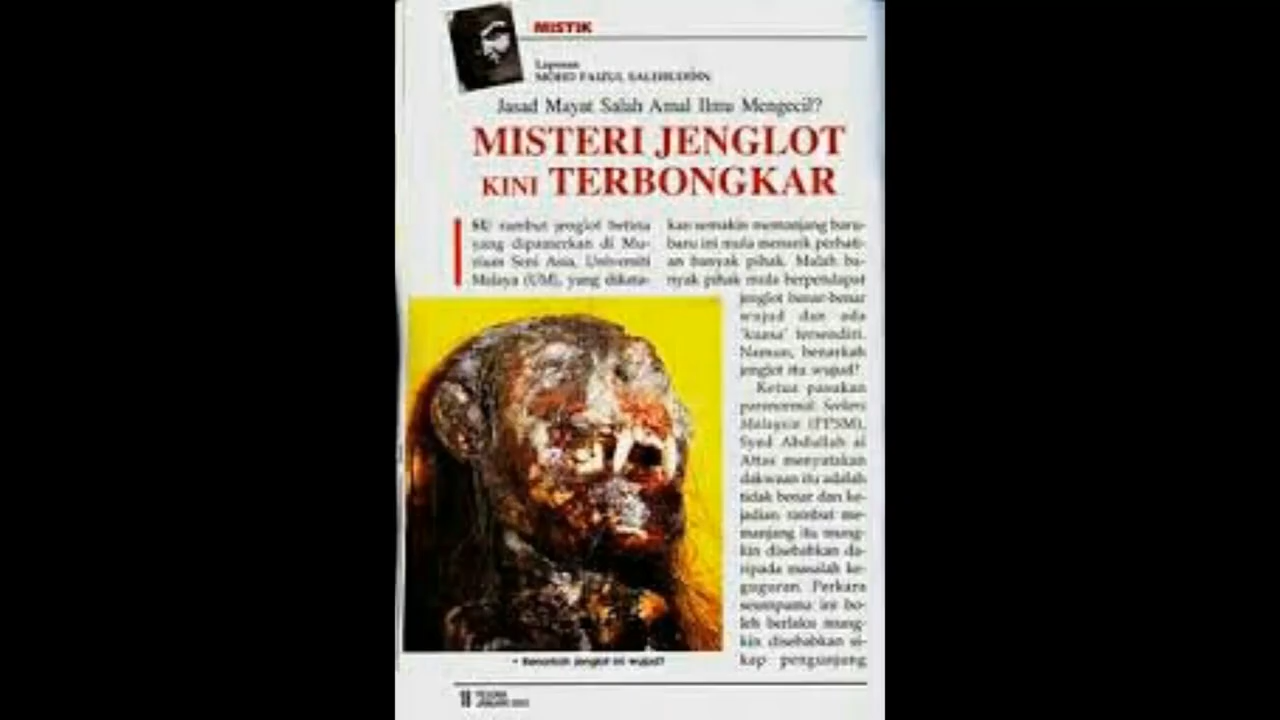 MISTIK
Laporan
MOHD FAIZUL SALEHUDDIN
Jasad Mayat Salah Amal Ilmu Mengecil?
MISTERI JENGLOT
KINI TERBONGKAR
ISU rambut jenglot betina
yang dipamerkan di Mu-
zium Seni Asia, Universiti
Malaya (UM), yang dikata-
kan semakin memanjang baru-
baru ini mula menarik perhati-
an banyak pihak. Malah ba-
nyak pihak mula berpendapat
jenglot benar-benar
wujud dan ada
'kuasa' tersendiri.
Namun, benarkah
jenglot itu wujud?
Ketua pasukan
paranormal Seekers
Malaysia (PPSM),
Syed Abdullah al
Attas menyatakan
dakwaan itu adalah
tidak benar dan ke-
jadian rambut me-
manjang itu mung-
kin disebabkan da-
ripada masalah ke-
guguran. Perkara
seumpama ini bo-
leh berlaku mung-
kin disebabkan si-
kap pengunjung
• Benarkah jenglot ini wujud?
18
JANUARI